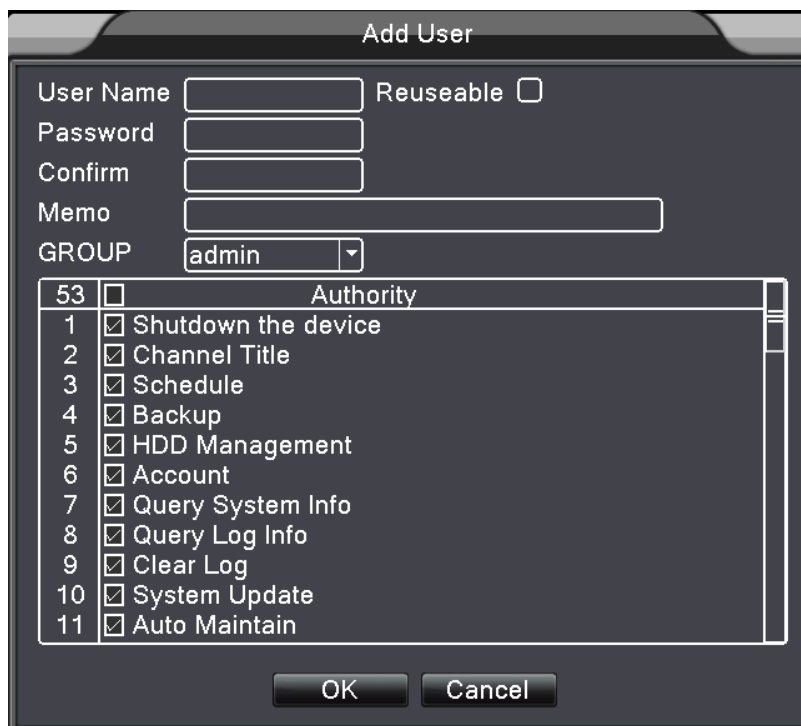 Add User
User Name Reuseable
Password
Confirm
Memo
GROUP admin
53 Authority
1 Shutdown the device
2 Channel Title
3 Schedule
4 Backup
5 HDD Management
6 Account
7 Query System Info
8 Query Log Info
9 Clear Log
10 System Update
11 Auto Maintain
OK Cancel